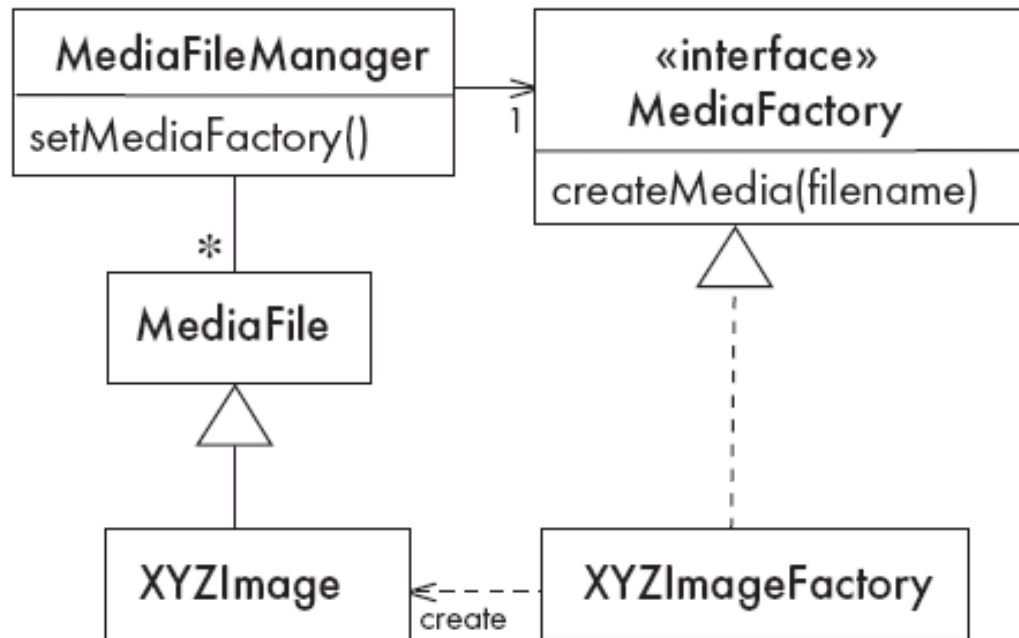 MediaFileManager
setMediaFactory()
1
«interface»
MediaFactory
createMedia(filename)
*
MediaFile
XYZImage
create
XYZImageFactory